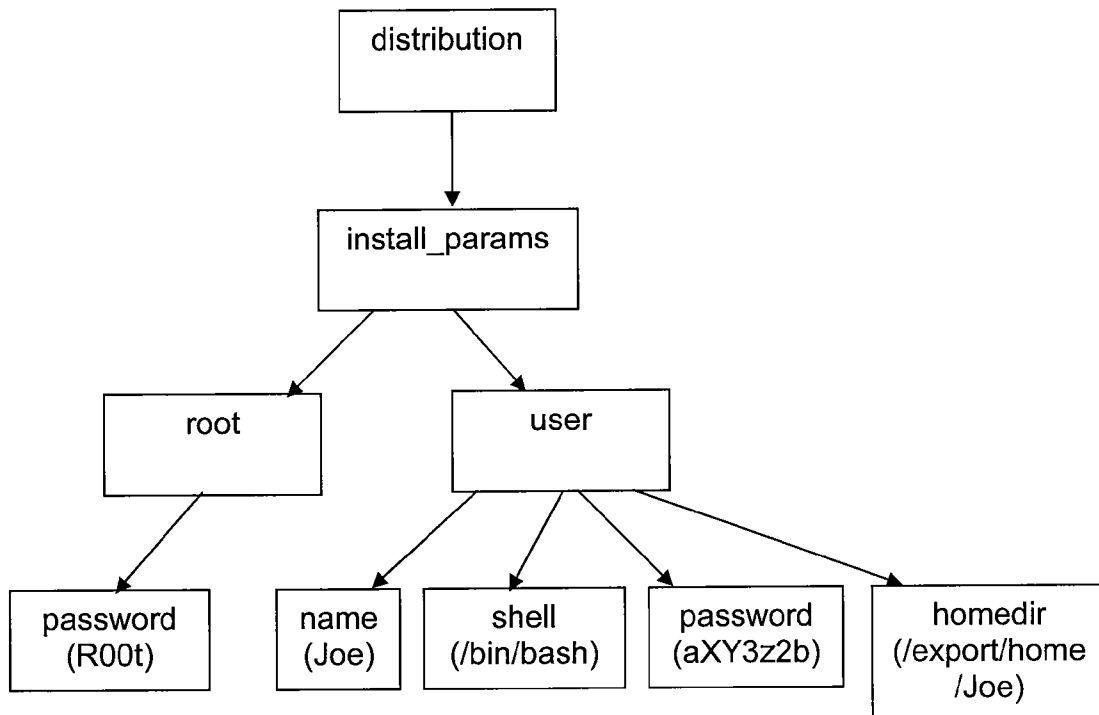 distribution
install_params
root
user
password
(R00t)
name
(Joe)
shell
(/bin/bash)
password
(aXY3z2b)
homedir
(/export/home
/Joe)